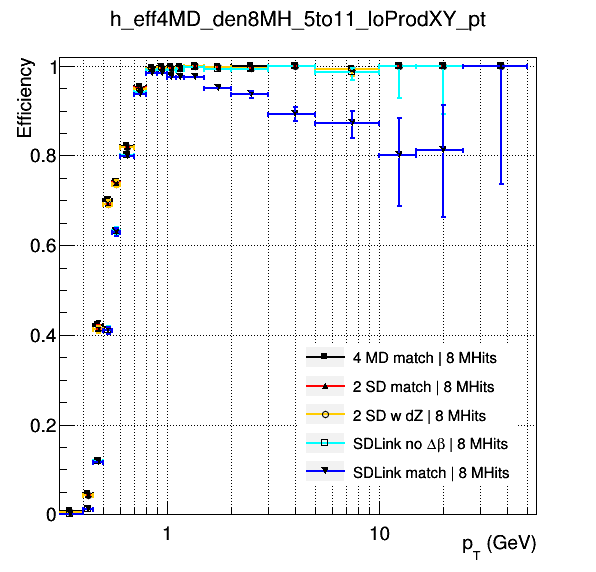 h_eff4MD_den8MH_5to11_loProdXY_pt
Efficiency
1
0.8
0.6
0.4
0.2
0
4 MD match | 8 MHits
2 SD match | 8 MHits
2 SD w dZ | 8 MHits
SDLink no Δβ | 8 MHits
SDLink match | 8 MHits
1
10
p_T (GeV)